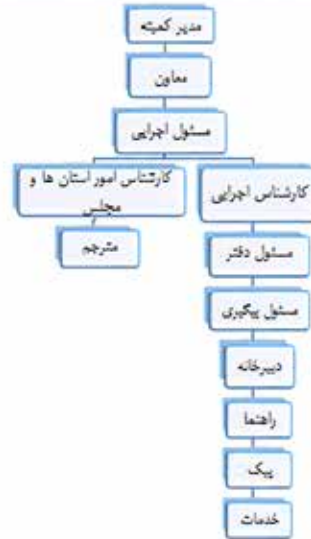 مدیر کمیته
معاون
مسئول اجرایی
کارشناس اجرایی
کارشناس امور استان ها و
مجلس
مسئول دفتر
مترجم
مسئول پیگیری
دبیرخانه
راهنما
پیک
خدمات